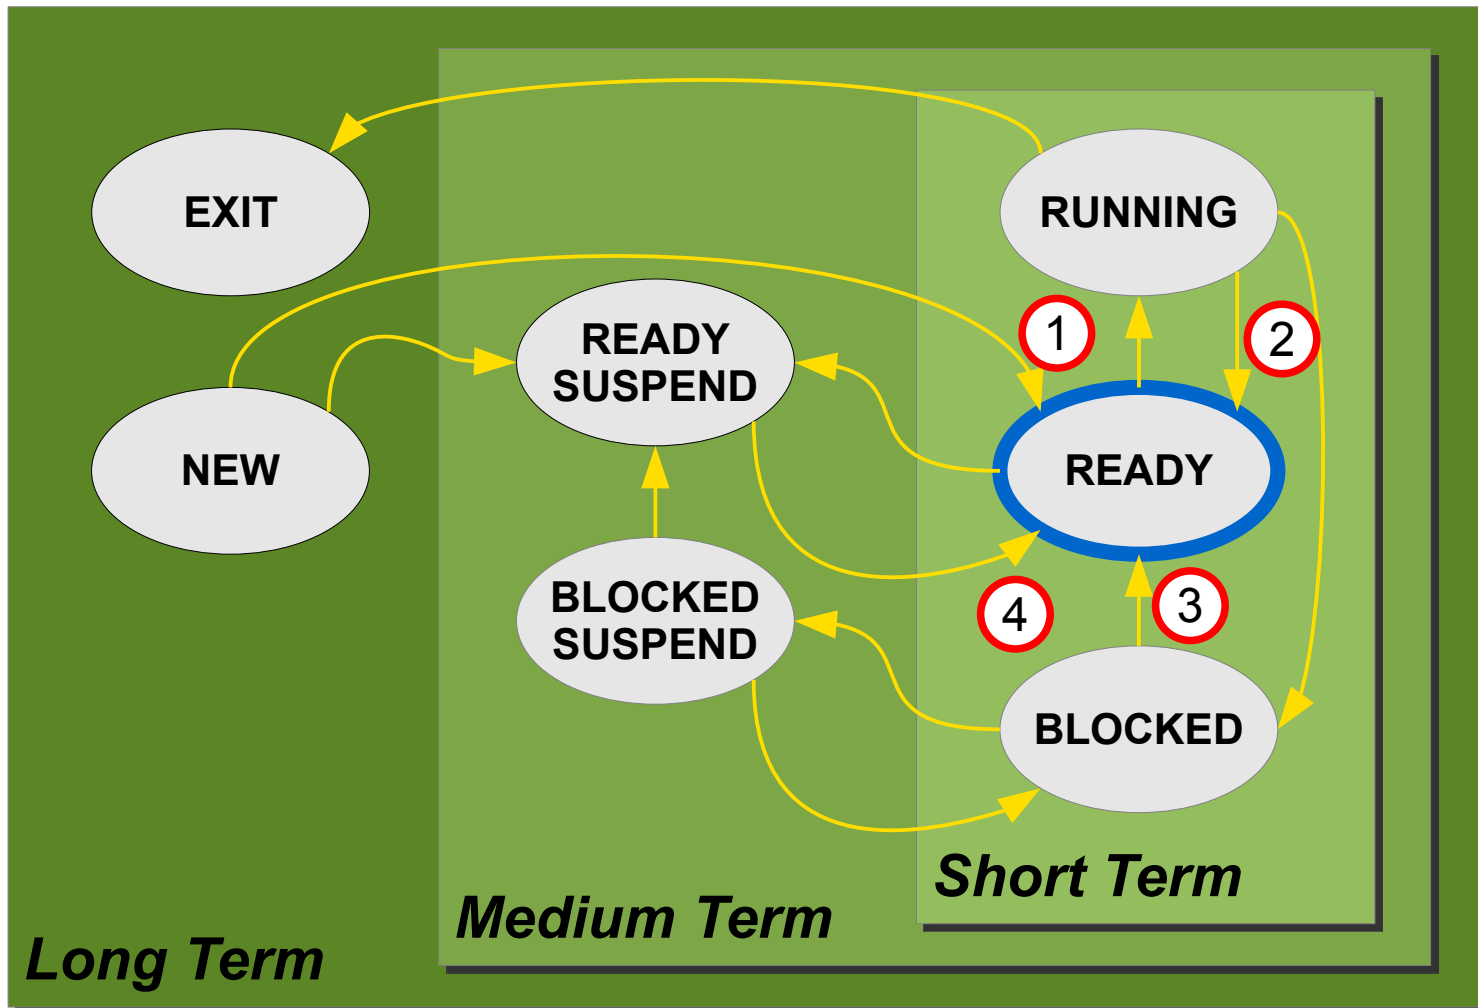 EXIT
RUNNING
1
2
READY
SUSPEND
NEW
READY
BLOCKED
SUSPEND
4
3
BLOCKED
Short Term
Medium Term
Long Term